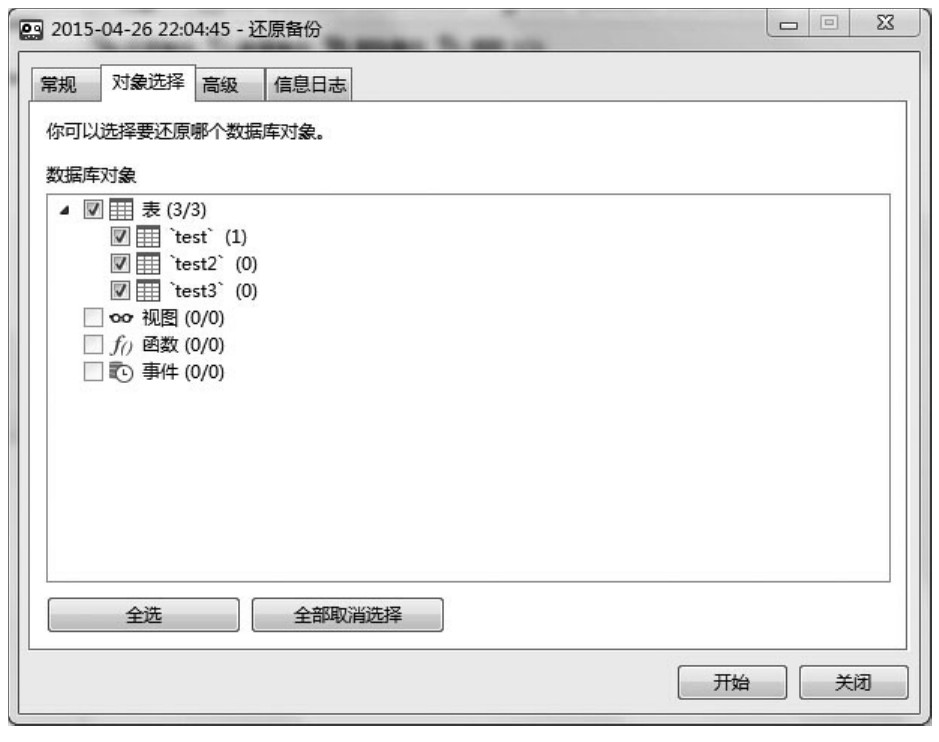 2015-04-26 22:04:45 - 还原备份
常规 对象选择 高级 信息日志
你可以选择要还原哪个数据库对象。
数据库对象
表 (3/3)
`test` (1)
`test2` (0)
`test3` (0)
视图 (0/0)
f() 函数 (0/0)
事件 (0/0)
全选 全部取消选择
开始 关闭